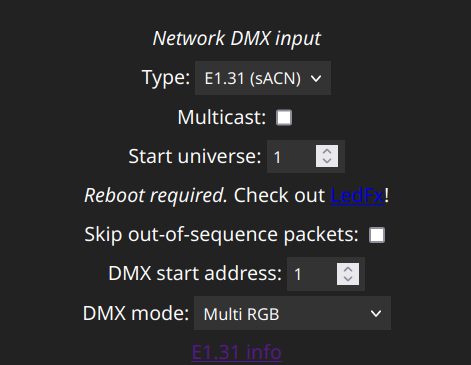 Network DMX input
Type: E1.31 (sACN)
Multicast:
Start universe: 1
Reboot required. Check out LedFx!
Skip out-of-sequence packets:
DMX start address: 1
DMX mode: Multi RGB
E1.31 info